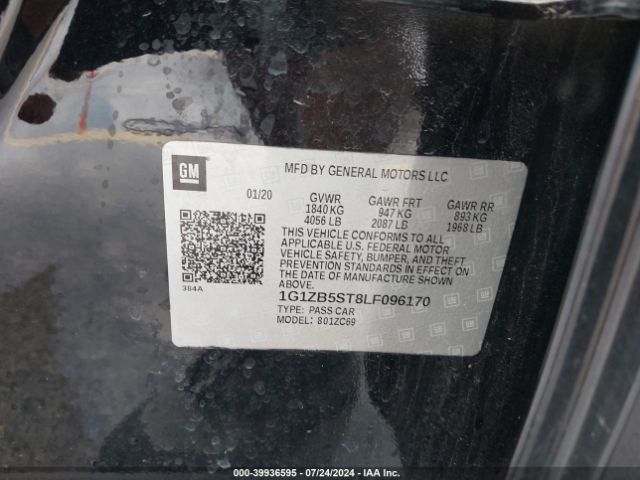 GM
MFD BY GENERAL MOTORS LLC
01/20 GVWR GAWR FRT GAWR RR
1840 KG 947 KG 893 KG
4056 LB 2087 LB 1968 LB
THIS VEHICLE CONFORMS TO ALL
APPLICABLE U.S. FEDERAL MOTOR
VEHICLE SAFETY, BUMPER, AND THEFT
PREVENTION STANDARDS IN EFFECT ON
THE DATE OF MANUFACTURE SHOWN
ABOVE.
384A
1G1ZB5ST8LF096170
TYPE: PASS CAR
MODEL: 801ZC69
000-39936595 - 07/24/2024 - IAA Inc.